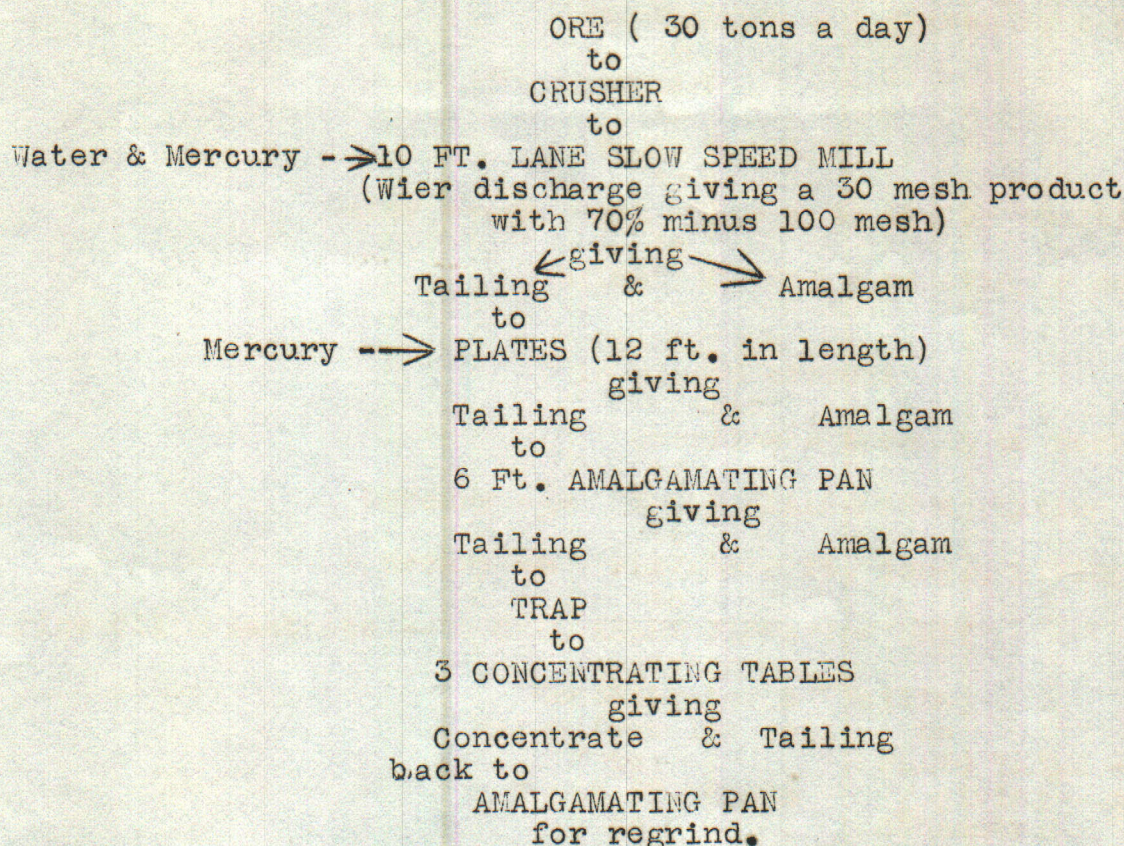 ORE ( 30 tons a day)
to
CRUSHER
to
Water & Mercury --> 10 FT. LANE SLOW SPEED MILL
(Wier discharge giving a 30 mesh product
with 70% minus 100 mesh)
giving
Tailing & Amalgam
to
Mercury --> PLATES (12 ft. in length)
giving
Tailing & Amalgam
to
6 Ft. AMALGAMATING PAN
giving
Tailing & Amalgam
to
TRAP
to
3 CONCENTRATING TABLES
giving
Concentrate & Tailing
back to
AMALGAMATING PAN
for regrind.